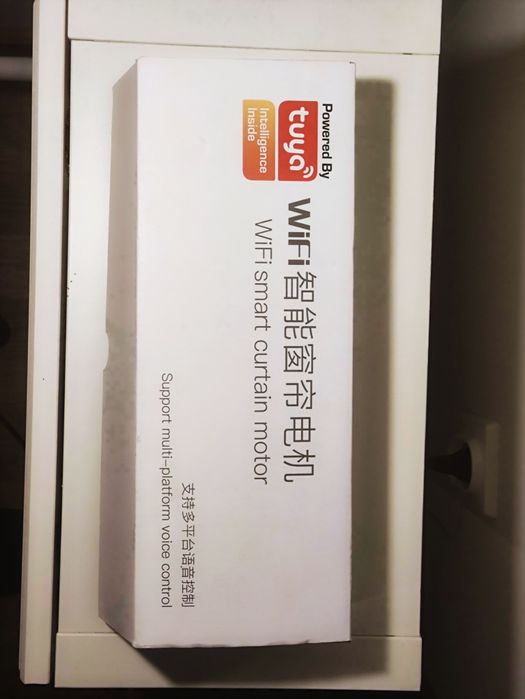 Powered By
tuya
Intelligence
Inside
WiFi智能窗帘电机
WiFi smart curtain motor
支持多平台语音控制
Support multi-platform voice control